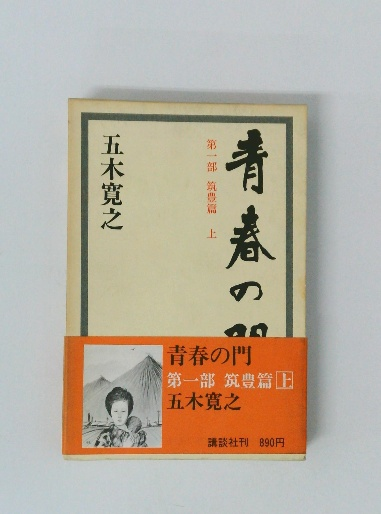 青春の門
第一部 筑豊篇 上
五木寛之
青春の門
第一部 筑豊篇 上
五木寛之
講談社刊 890円